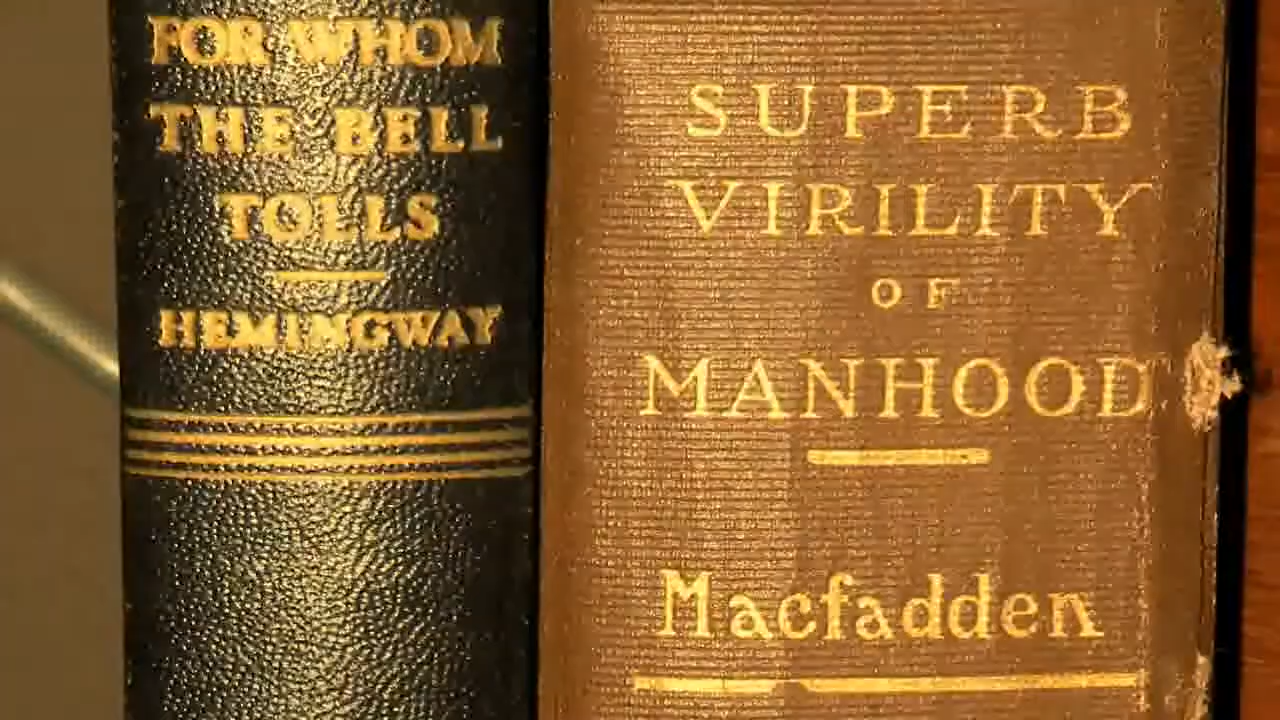 FOR WHOM
THE BELL
TOLLS
HEMINGWAY
SUPERB
VIRILITY
OF
MANHOOD
Macfadden